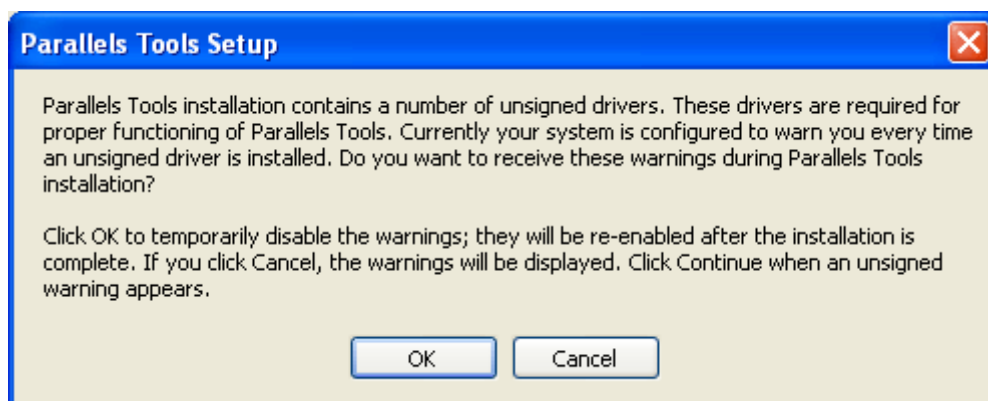 Parallels Tools Setup
Parallels Tools installation contains a number of unsigned drivers. These drivers are required for
proper functioning of Parallels Tools. Currently your system is configured to warn you every time
an unsigned driver is installed. Do you want to receive these warnings during Parallels Tools
installation?
Click OK to temporarily disable the warnings; they will be re-enabled after the installation is
complete. If you click Cancel, the warnings will be displayed. Click Continue when an unsigned
warning appears.
OK
Cancel